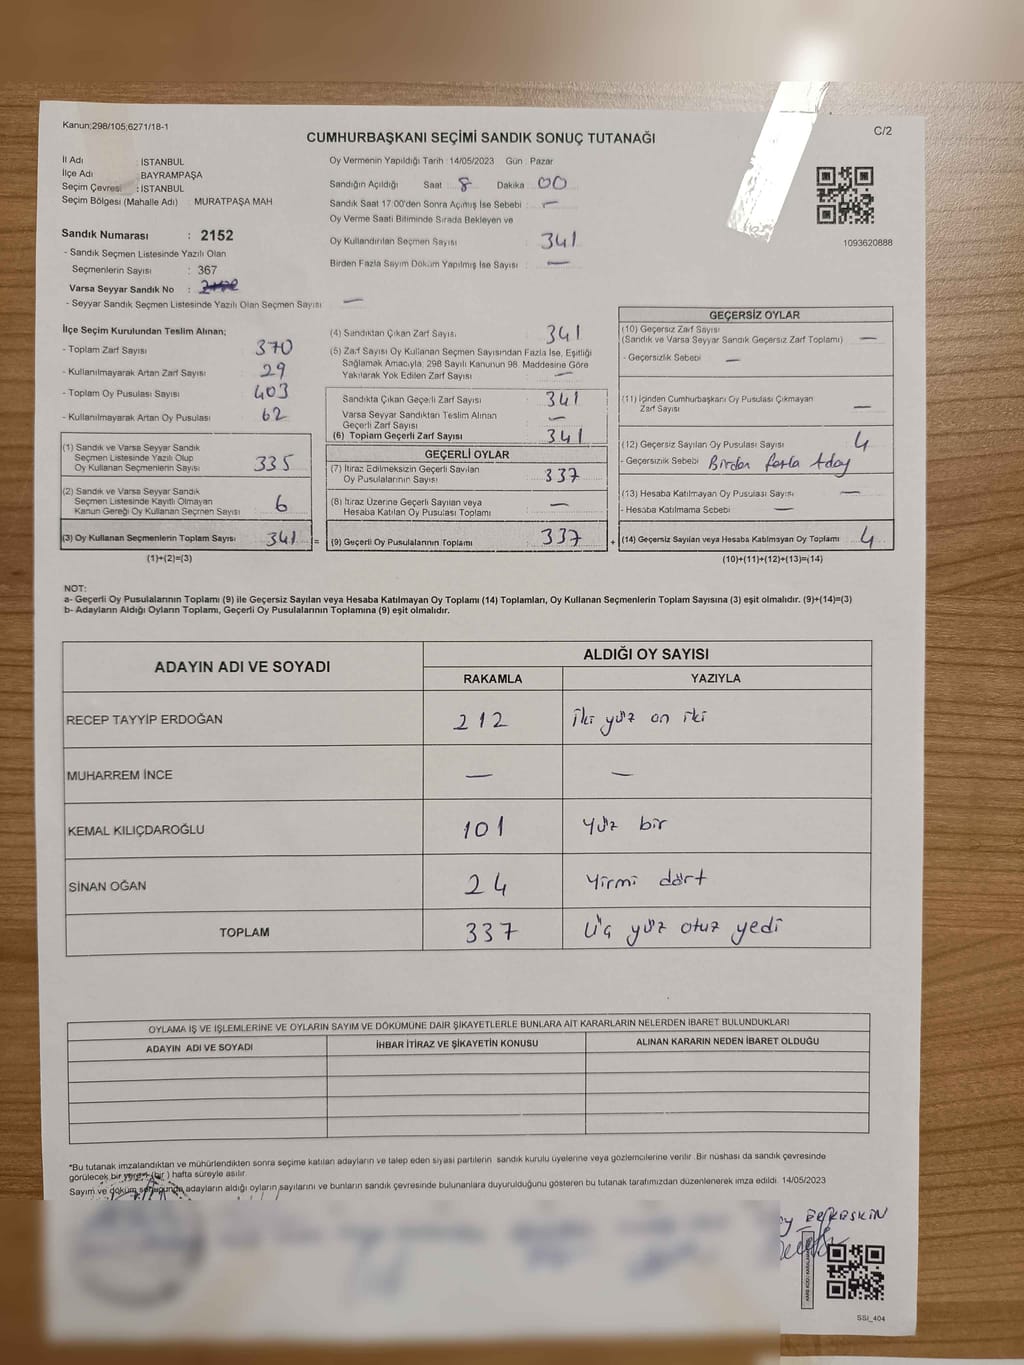 Kanun;298/105;6271/18-1
CUMHURBAŞKANI SEÇİMİ SANDIK SONUÇ TUTANAĞI
C/2
İl Adı : İSTANBUL
İlçe Adı : BAYRAMPAŞA
Seçim Çevresi : İSTANBUL
Seçim Bölgesi (Mahalle Adı) : MURATPAŞA MAH
Sandık Numarası : 2152
- Sandık Seçmen Listesinde Yazılı Olan
Seçmenlerin Sayısı : 367
Varsa Seyyar Sandık No :
- Seyyar Sandık Seçmen Listesinde Yazılı Olan Seçmen Sayısı : —
Oy Vermenin Yapıldığı Tarih : 14/05/2023 Gün : Pazar
Sandığın Açıldığı Saat 8 Dakika 00
Sandık Saat 17:00'den Sonra Açılmış İse Sebebi : —
Oy Verme Saati Bitiminde Sırada Bekleyen ve
Oy Kullandırılan Seçmen Sayısı : 341
Birden Fazla Sayım Döküm Yapılmış İse Sayısı : —
1093620888
İlçe Seçim Kurulundan Teslim Alınan;
- Toplam Zarf Sayısı : 370
- Kullanılmayarak Artan Zarf Sayısı : 29
- Toplam Oy Pusulası Sayısı : 403
- Kullanılmayarak Artan Oy Pusulası : 62
(1) Sandık ve Varsa Seyyar Sandık
Seçmen Listesinde Yazılı Olup
Oy Kullanan Seçmenlerin Sayısı : 335
(2) Sandık ve Varsa Seyyar Sandık
Seçmen Listesinde Kayıtlı Olmayan
Kanun Gereği Oy Kullanan Seçmen Sayısı : 6
(3) Oy Kullanan Seçmenlerin Toplam Sayısı : 341 =
(1)+(2)=(3)
(4) Sandıktan Çıkan Zarf Sayısı : 341
(5) Zarf Sayısı Oy Kullanan Seçmen Sayısından Fazla İse, Eşitliği
Sağlamak Amacıyla; 298 Sayılı Kanunun 98. Maddesine Göre
Yakılarak Yok Edilen Zarf Sayısı : —
Sandıkta Çıkan Geçerli Zarf Sayısı : 341
Varsa Seyyar Sandıktan Teslim Alınan
Geçerli Zarf Sayısı : —
(6) Toplam Geçerli Zarf Sayısı : 341
GEÇERLİ OYLAR
(7) İtiraz Edilmeksizin Geçerli Sayılan
Oy Pusulalarının Sayısı : 337
(8) İtiraz Üzerine Geçerli Sayılan veya
Hesaba Katılan Oy Pusulası Toplamı : —
(9) Geçerli Oy Pusulalarının Toplamı : 337 +
GEÇERSİZ OYLAR
(10) Geçersiz Zarf Sayısı
(Sandık ve Varsa Seyyar Sandık Geçersiz Zarf Toplamı) : —
- Geçersizlik Sebebi : —
(11) İçinden Cumhurbaşkanı Oy Pusulası Çıkmayan
Zarf Sayısı : —
(12) Geçersiz Sayılan Oy Pusulası Sayısı : 4
- Geçersizlik Sebebi : Birden fazla Aday
(13) Hesaba Katılmayan Oy Pusulası Sayısı : —
- Hesaba Katılmama Sebebi : —
(14) Geçersiz Sayılan veya Hesaba Katılmayan Oy Toplamı : 4
(10)+(11)+(12)+(13)=(14)
NOT:
a- Geçerli Oy Pusulalarının Toplamı (9) ile Geçersiz Sayılan veya Hesaba Katılmayan Oy Toplamı (14) Toplamları, Oy Kullanan Seçmenlerin Toplam Sayısına (3) eşit olmalıdır. (9)+(14)=(3)
b- Adayların Aldığı Oyların Toplamı, Geçerli Oy Pusulalarının Toplamına (9) eşit olmalıdır.
ADAYIN ADI VE SOYADI
ALDIĞI OY SAYISI
RAKAMLA YAZIYLA
RECEP TAYYİP ERDOĞAN 212 iki yüz on iki
MUHARREM İNCE — —
KEMAL KILIÇDAROĞLU 101 Yüz bir
SİNAN OĞAN 24 Yirmi dört
TOPLAM 337 Üç yüz otuz yedi
OYLAMA İŞ VE İŞLEMLERİNE VE OYLARIN SAYIM VE DÖKÜMÜNE DAİR ŞİKAYETLERLE BUNLARA AİT KARARLARIN NELERDEN İBARET BULUNDUKLARI
ADAYIN ADI VE SOYADI İHBAR İTİRAZ VE ŞİKAYETİN KONUSU ALINAN KARARIN NEDEN İBARET OLDUĞU
*Bu tutanak imzalandıktan ve mühürlendikten sonra seçime katılan adayların ve talep eden siyasi partilerin sandık kurulu üyelerine veya gözlemcilerine verilir. Bir nüshası da sandık çevresinde
görülecek bir yerde (bir ) hafta süreyle asılır.
Sayım ve döküm sonucunda adayların aldığı oyların sayılarını ve bunların sandık çevresinde bulunanlara duyurulduğunu gösteren bu tutanak tarafımızdan düzenlenerek imza edildi. 14/05/2023
SSI_404